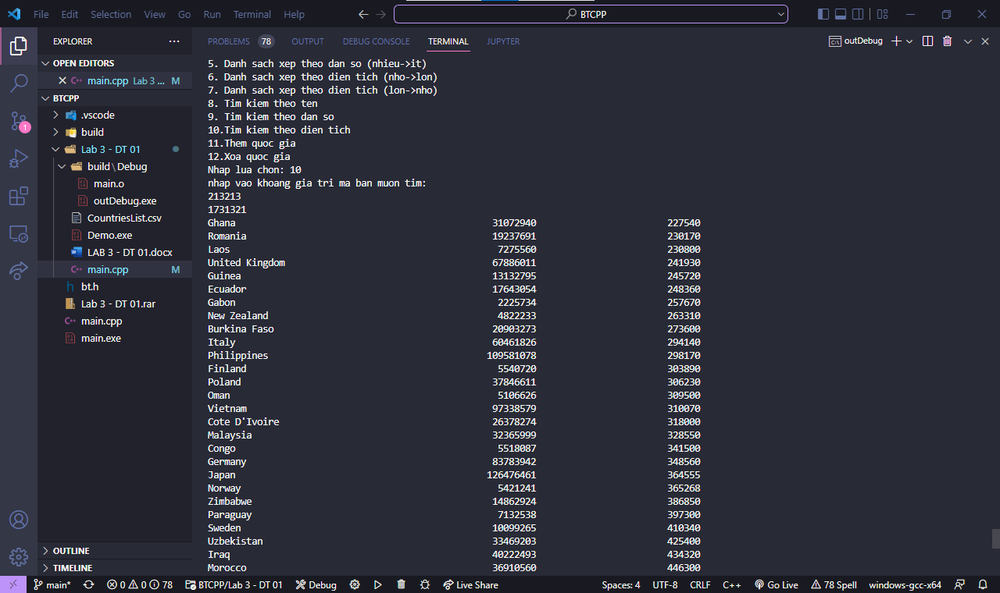 File Edit Selection View Go Run Terminal Help BTCPP
EXPLORER
OPEN EDITORS
main.cpp Lab 3 ... M
BTCPP
.vscode
build
Lab 3 - DT 01
build\Debug
main.o
outDebug.exe
CountriesList.csv
Demo.exe
LAB 3 - DT 01.docx
main.cpp M
bt.h
Lab 3 - DT 01.rar
main.cpp
main.exe
OUTLINE
TIMELINE
PROBLEMS 78 OUTPUT DEBUG CONSOLE TERMINAL JUPYTER outDebug
5. Danh sach xep theo dan so (nhieu->it)
6. Danh sach xep theo dien tich (nho->lon)
7. Danh sach xep theo dien tich (lon->nho)
8. Tim kiem theo ten
9. Tim kiem theo dan so
10.Tim kiem theo dien tich
11.Them quoc gia
12.Xoa quoc gia
Nhap lua chon: 10
nhap vao khoang gia tri ma ban muon tim:
213213
1731321
Ghana 31072940 227540
Romania 19237691 230170
Laos 7275560 230800
United Kingdom 67886011 241930
Guinea 13132795 245720
Ecuador 17643054 248360
Gabon 2225734 257670
New Zealand 4822233 263310
Burkina Faso 20903273 273600
Italy 60461826 294140
Philippines 109581078 298170
Finland 5540720 303890
Poland 37846611 306230
Oman 5106626 309500
Vietnam 97338579 310070
Cote D'Ivoire 26378274 318000
Malaysia 32365999 328550
Congo 5518087 341500
Germany 83783942 348560
Japan 126476461 364555
Norway 5421241 365268
Zimbabwe 14862924 386850
Paraguay 7132538 397300
Sweden 10099265 410340
Uzbekistan 33469203 425400
Iraq 40222493 434320
Morocco 36910560 446300
main* 0 0 78 BTCPP/Lab 3 - DT 01 Debug Live Share Spaces: 4 UTF-8 CRLF C++ Go Live 78 Spell windows-gcc-x64
1